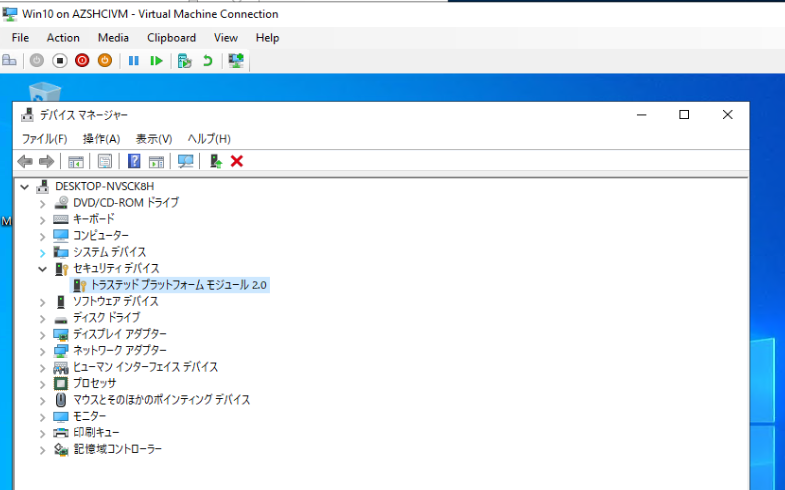 Win10 on AZSHCIVM - Virtual Machine Connection
File Action Media Clipboard View Help
デバイス マネージャー
ファイル(F) 操作(A) 表示(V) ヘルプ(H)
DESKTOP-NVSCK8H
DVD/CD-ROM ドライブ
キーボード
コンピューター
システム デバイス
セキュリティ デバイス
トラステッド プラットフォーム モジュール 2.0
ソフトウェア デバイス
ディスク ドライブ
ディスプレイ アダプター
ネットワーク アダプター
ヒューマン インターフェイス デバイス
プロセッサ
マウスとそのほかのポインティング デバイス
モニター
印刷キュー
記憶域コントローラー
M